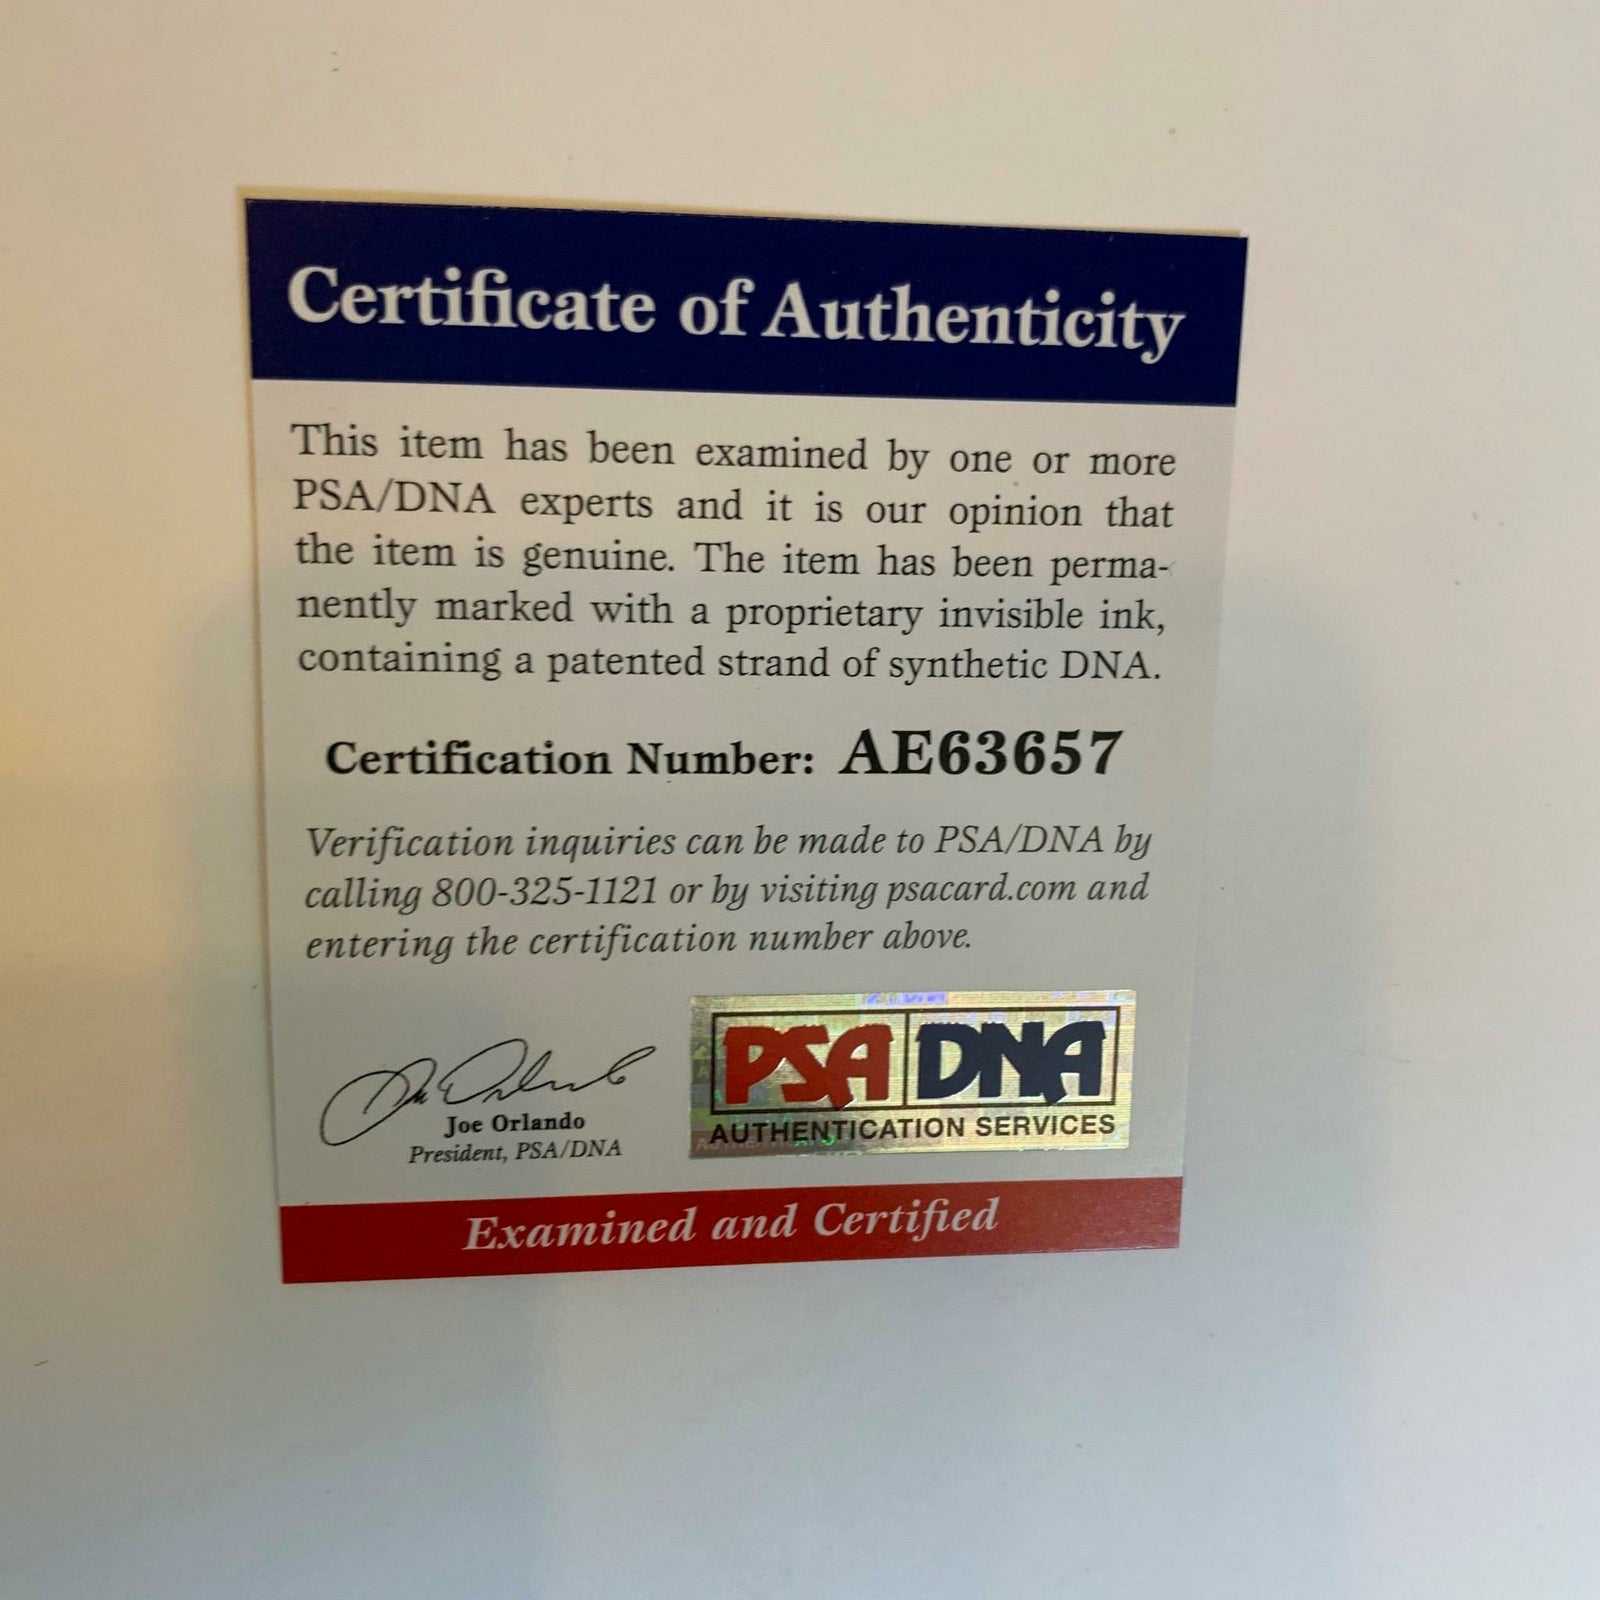 Certificate of Authenticity
This item has been examined by one or more
PSA/DNA experts and it is our opinion that
the item is genuine. The item has been perma-
nently marked with a proprietary invisible ink,
containing a patented strand of synthetic DNA.
Certification Number: AE63657
Verification inquiries can be made to PSA/DNA by
calling 800-325-1121 or by visiting psacard.com and
entering the certification number above.
Joe Orlando
Joe Orlando
President, PSA/DNA
PSA DNA
AUTHENTICATION SERVICES
Examined and Certified